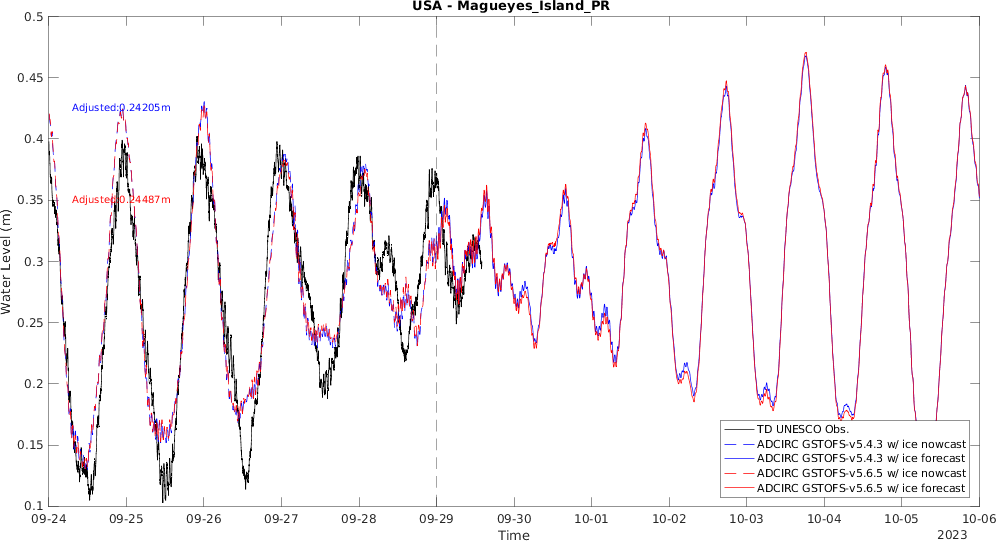 USA - Magueyes_Island_PR
0.5
0.45
0.4
0.35
0.3
0.25
0.2
0.15
0.1
Water Level (m)
Adjusted:0.24205m
Adjusted:0.24487m
TD UNESCO Obs.
ADCIRC GSTOFS-v5.4.3 w/ ice nowcast
ADCIRC GSTOFS-v5.4.3 w/ ice forecast
ADCIRC GSTOFS-v5.6.5 w/ ice nowcast
ADCIRC GSTOFS-v5.6.5 w/ ice forecast
09-24 09-25 09-26 09-27 09-28 09-29 09-30 10-01 10-02 10-03 10-04 10-05 10-06
Time
2023